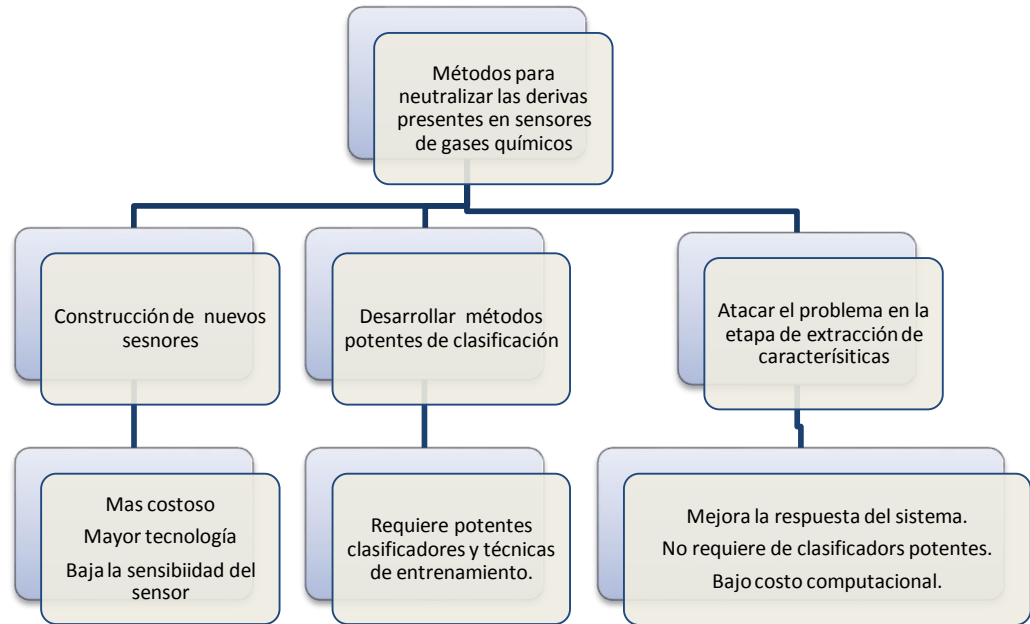 Métodos para
neutralizar las derivas
presentes en sensores
de gases químicos
Construcción de nuevos
sesnores
Desarrollar métodos
potentes de clasificación
Atacar el problema en la
etapa de extracción de
caracterísiticas
Mas costoso
Mayor tecnología
Baja la sensibiidad del
sensor
Requiere potentes
clasificadores y técnicas
de entrenamiento.
Mejora la respuesta del sistema.
No requiere de clasificadors potentes.
Bajo costo computacional.